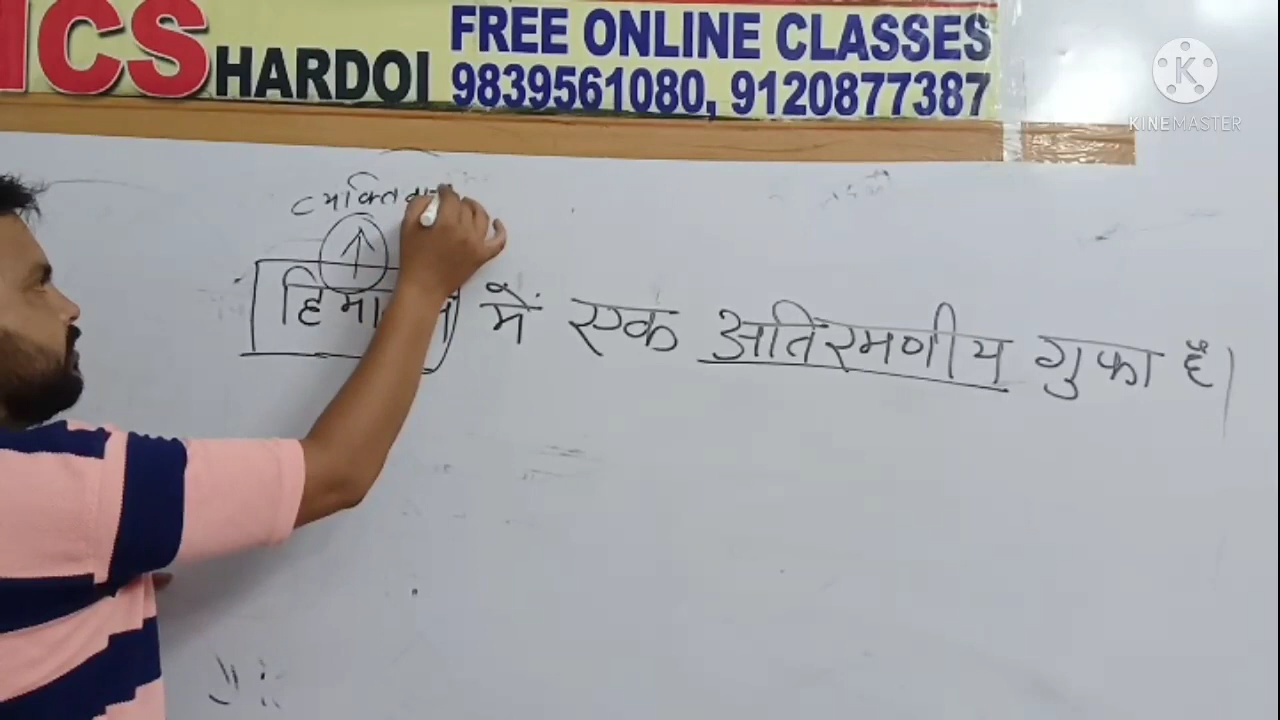 ICS HARDOI FREE ONLINE CLASSES
9839561080, 9120877387
KINEMASTER
में एक अतिरमणीय गुफा है।